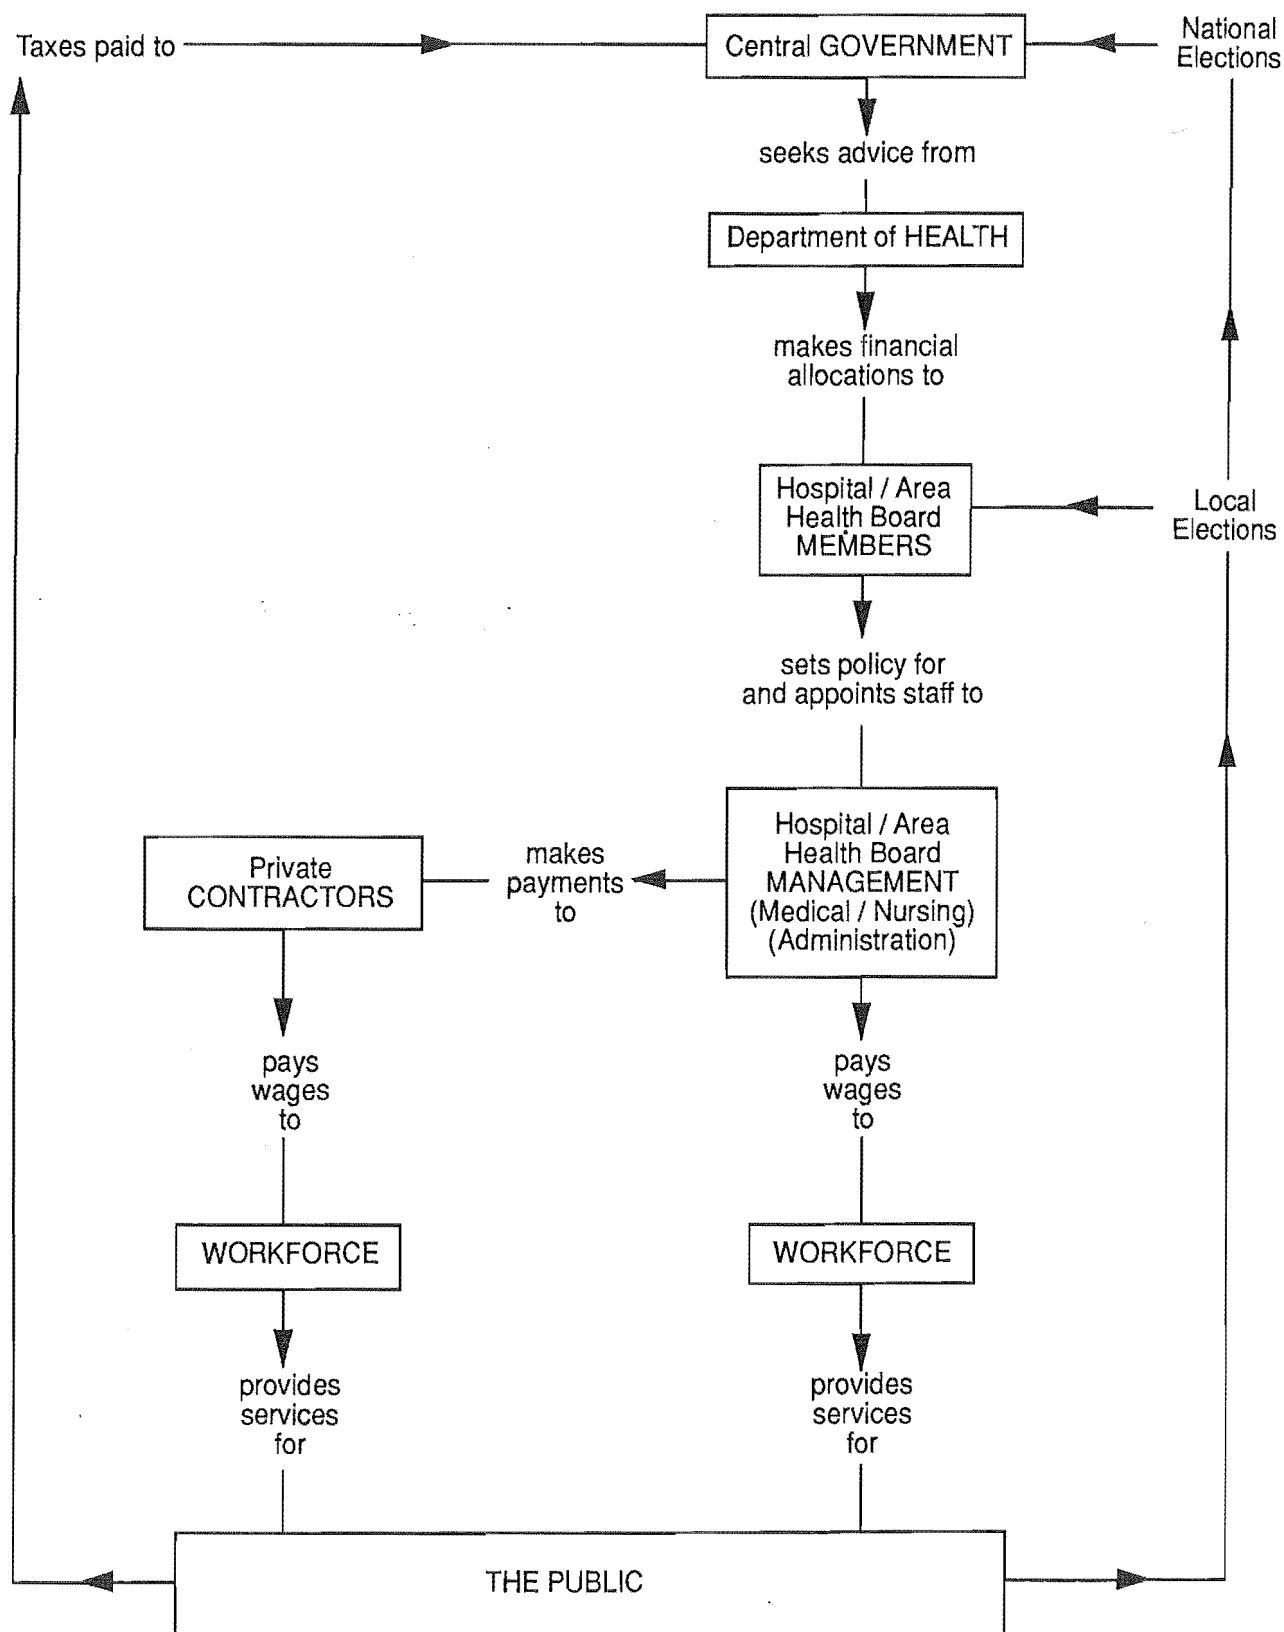 Taxes paid to
Central GOVERNMENT
National
Elections
seeks advice from
Department of HEALTH
makes financial
allocations to
Hospital / Area
Health Board
MEMBERS
Local
Elections
sets policy for
and appoints staff to
Hospital / Area
Health Board
MANAGEMENT
(Medical / Nursing)
(Administration)
makes
payments
to
Private
CONTRACTORS
pays
wages
to
pays
wages
to
WORKFORCE
WORKFORCE
provides
services
for
provides
services
for
THE PUBLIC